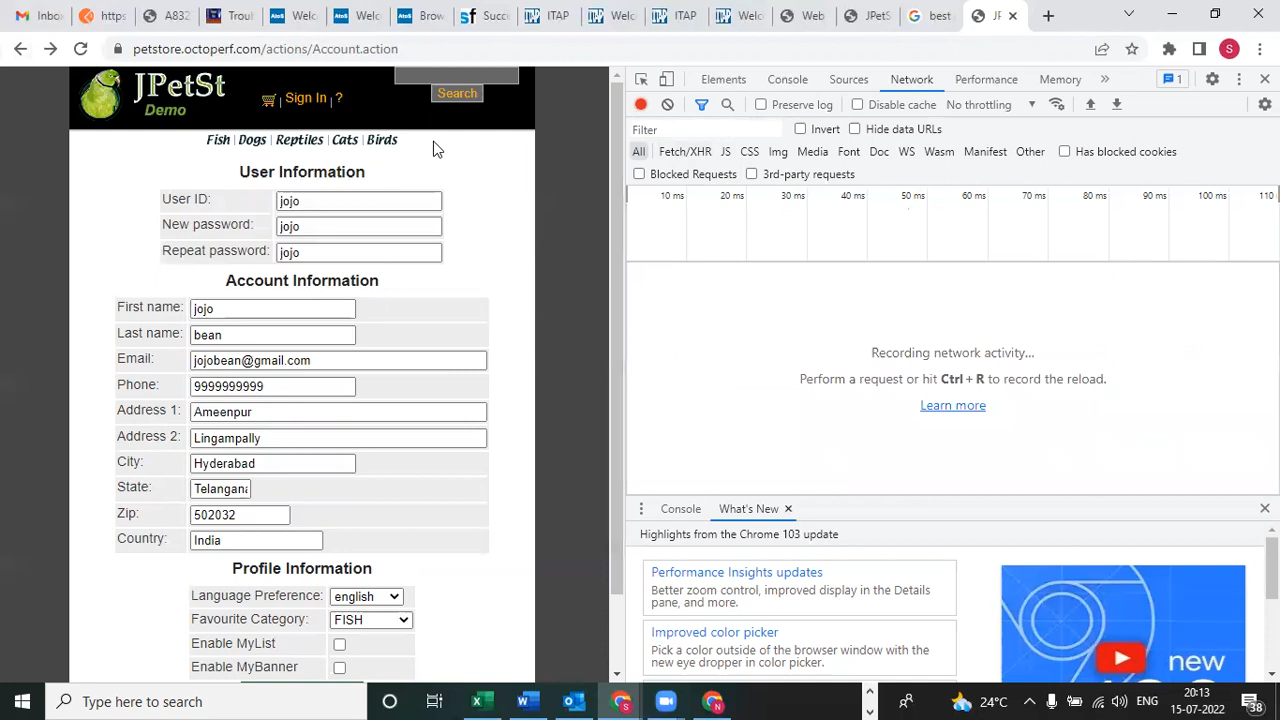 Inbox
https
A832
Trou
Welc
Welc
Brow
Succ
ITAP
Welc
ITAP
Welc
Web
JPetS
best
JP
petstore.octoperf.com/actions/Account.action
S
JPetSt
Demo
Sign In | ?
Search
Fish | Dogs | Reptiles | Cats | Birds
User Information
User ID: jojo
New password: jojo
Repeat password: jojo
Account Information
First name: jojo
Last name: bean
Email: jojobean@gmail.com
Phone: 9999999999
Address 1: Ameenpur
Address 2: Lingampally
City: Hyderabad
State: Telangana
Zip: 502032
Country: India
Profile Information
Language Preference: english
Favourite Category: FISH
Enable MyList
Enable MyBanner
Elements Console Sources Network Performance Memory 1
Preserve log Disable cache No throttling
Filter Invert Hide data URLs
All Fetch/XHR JS CSS Img Media Font Doc WS Wasm Manifest Other Has blocked cookies
Blocked Requests 3rd-party requests
10 ms 20 ms 30 ms 40 ms 50 ms 60 ms 70 ms 80 ms 90 ms 100 ms 110
Recording network activity...
Perform a request or hit Ctrl + R to record the reload.
Learn more
Console What's New
Highlights from the Chrome 103 update
Performance Insights updates
Better zoom control, improved display in the Details
pane, and more.
Improved color picker
Pick a color outside of the browser window with the
new eye dropper in color picker.
new
Type here to search
24°C
ENG
20:13
15-07-2022
38